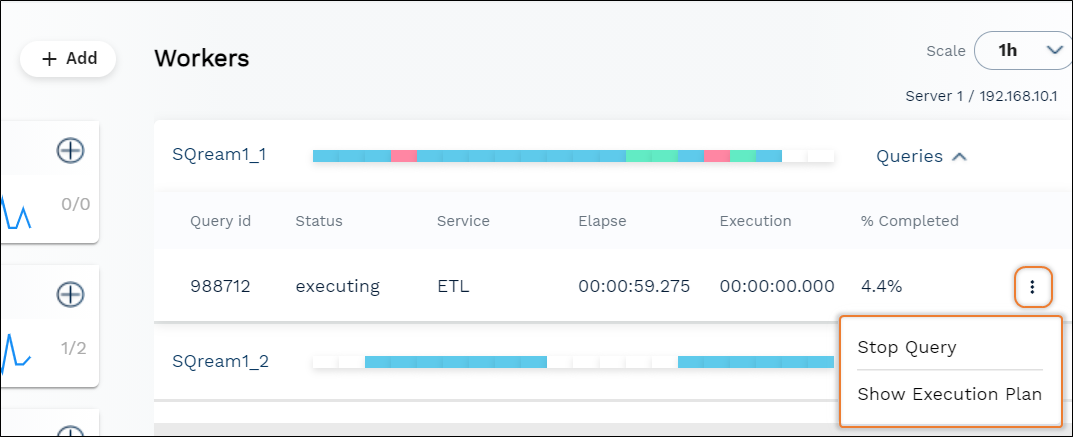 + Add
Workers
Scale 1h
Server 1 / 192.168.10.1
SQream1_1 Queries
0/0
Query id Status Service Elapse Execution % Completed
988712 executing ETL 00:00:59.275 00:00:00.000 4.4%
1/2
SQream1_2
Stop Query
Show Execution Plan